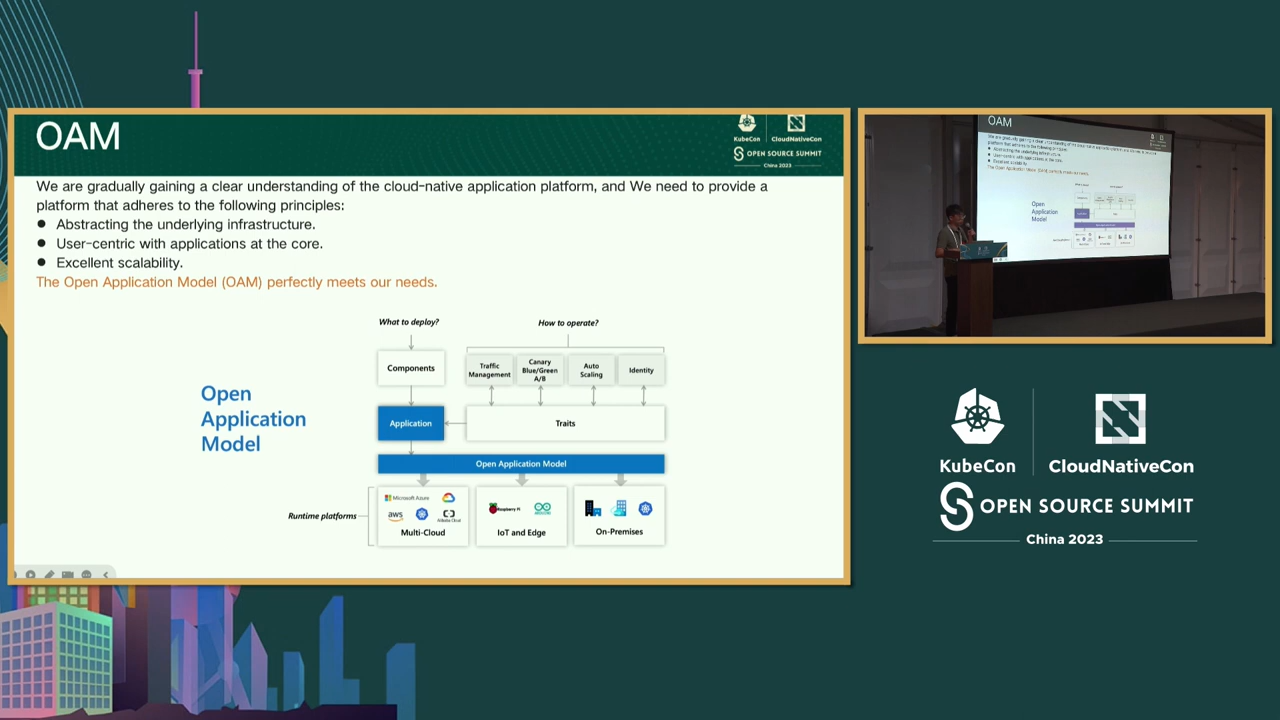 OAM
KubeCon
CloudNativeCon
OPEN SOURCE SUMMIT
China 2023
We are gradually gaining a clear understanding of the cloud-native application platform, and We need to provide a
platform that adheres to the following principles:
● Abstracting the underlying infrastructure.
● User-centric with applications at the core.
● Excellent scalability.
The Open Application Model (OAM) perfectly meets our needs.
What to deploy?
How to operate?
Components
Traffic
Management
Canary
Blue/Green
A/B
Auto
Scaling
Identity
Open
Application
Model
Application
Traits
Open Application Model
Runtime platforms
Microsoft Azure
aws
Alibaba Cloud
Multi-Cloud
Raspberry Pi
IoT and Edge
On-Premises
OAM
Open
Application
Model
KubeCon
CloudNativeCon
OPEN SOURCE SUMMIT
China 2023